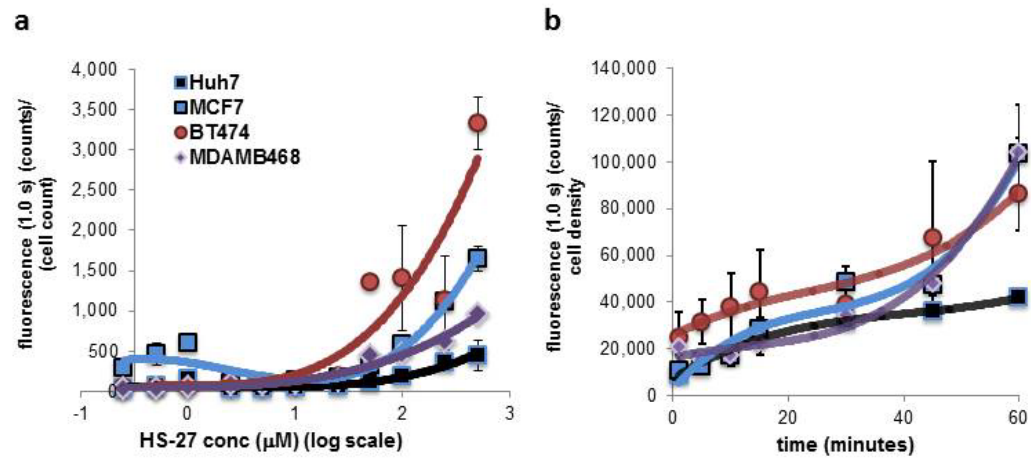 a
fluorescence (1.0 s) (counts)/
(cell count)
4,000
3,500
3,000
2,500
2,000
1,500
1,000
500
0
Huh7
MCF7
BT474
MDAMB468
-1
0
1
2
3
HS-27 conc (μM) (log scale)
b
fluorescence (1.0 s) (counts)/
cell density
140,000
120,000
100,000
80,000
60,000
40,000
20,000
0
0
20
40
60
time (minutes)